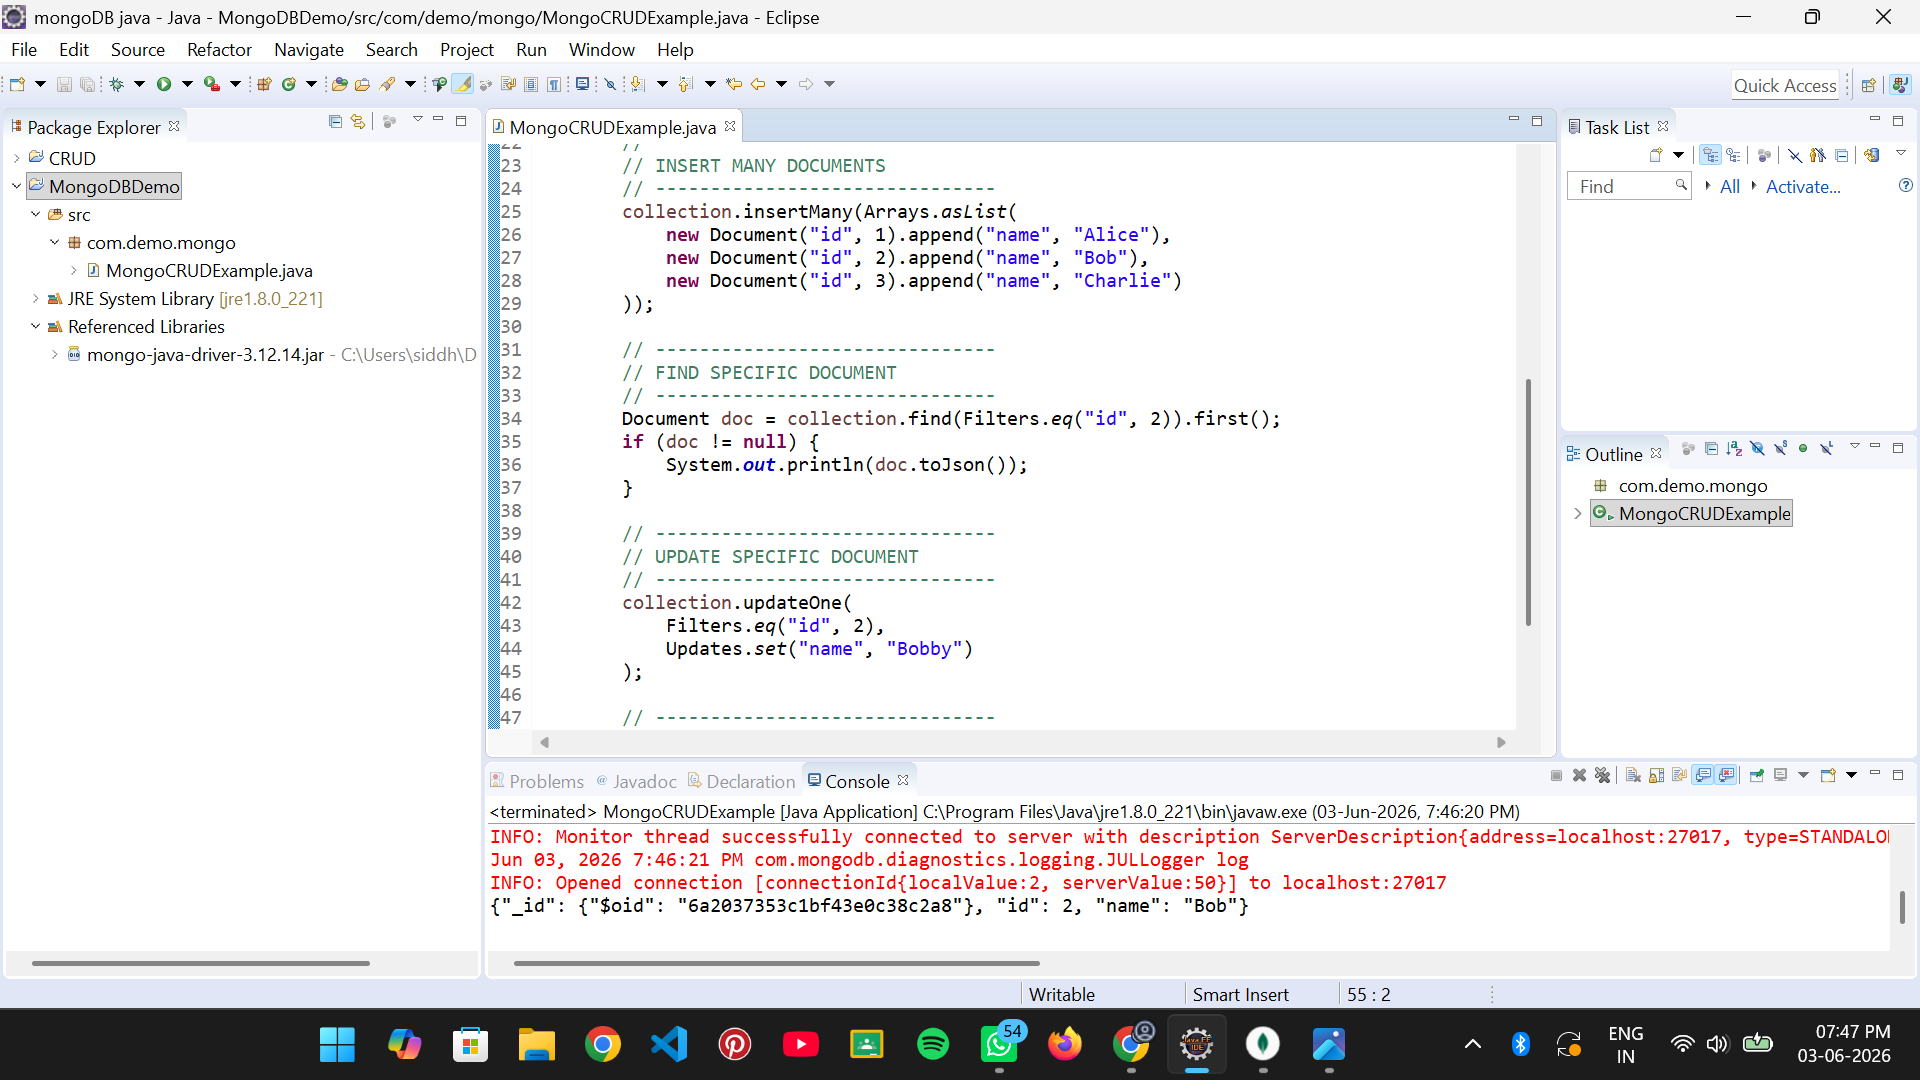 mongoDB java - Java - MongoDBDemo/src/com/demo/mongo/MongoCRUDExample.java - Eclipse
File Edit Source Refactor Navigate Search Project Run Window Help
Quick Access
Package Explorer
CRUD
MongoDBDemo
src
com.demo.mongo
MongoCRUDExample.java
JRE System Library [jre1.8.0_221]
Referenced Libraries
mongo-java-driver-3.12.14.jar - C:\Users\siddh\D
MongoCRUDExample.java
22 //
23 // INSERT MANY DOCUMENTS
24 // -------------------------------
25 collection.insertMany(Arrays.asList(
26 new Document("id", 1).append("name", "Alice"),
27 new Document("id", 2).append("name", "Bob"),
28 new Document("id", 3).append("name", "Charlie")
29 ));
30
31 // -------------------------------
32 // FIND SPECIFIC DOCUMENT
33 // -------------------------------
34 Document doc = collection.find(Filters.eq("id", 2)).first();
35 if (doc != null) {
36 System.out.println(doc.toJson());
37 }
38
39 // -------------------------------
40 // UPDATE SPECIFIC DOCUMENT
41 // -------------------------------
42 collection.updateOne(
43 Filters.eq("id", 2),
44 Updates.set("name", "Bobby")
45 );
46
47 // -------------------------------
Task List
Find
All
Activate...
Outline
com.demo.mongo
MongoCRUDExample
Problems Javadoc Declaration Console
<terminated> MongoCRUDExample [Java Application] C:\Program Files\Java\jre1.8.0_221\bin\javaw.exe (03-Jun-2026, 7:46:20 PM)
INFO: Monitor thread successfully connected to server with description ServerDescription{address=localhost:27017, type=STANDALO
Jun 03, 2026 7:46:21 PM com.mongodb.diagnostics.logging.JULLogger log
INFO: Opened connection [connectionId{localValue:2, serverValue:50}] to localhost:27017
{"_id": {"$oid": "6a2037353c1bf43e0c38c2a8"}, "id": 2, "name": "Bob"}
Writable
Smart Insert
55 : 2
54
Java EE
IDE
ENG
IN
07:47 PM
03-06-2026